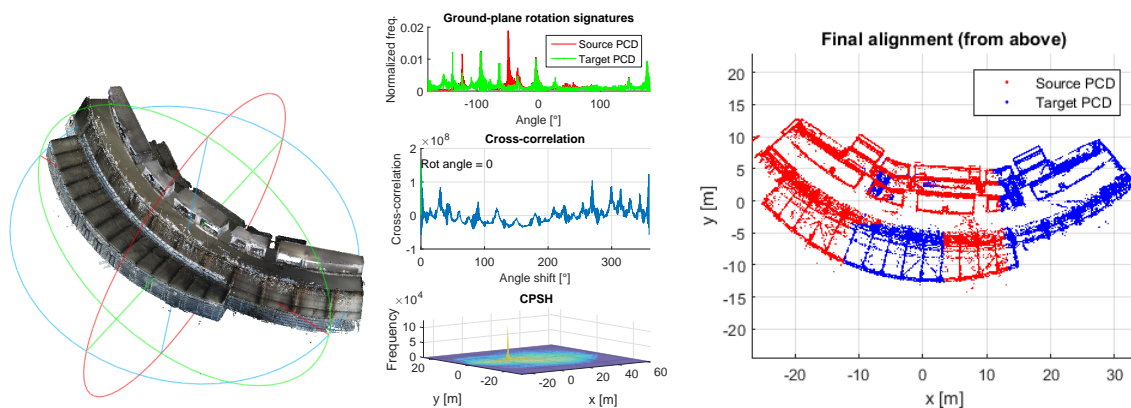 Ground-plane rotation signatures
Normalized freq.
0.02
0.01
0
-100
0
100
Angle [°]
Source PCD
Target PCD
Cross-correlation
×10⁸
Cross-correlation
2
1
0
-1
Rot angle = 0
0
100
200
300
Angle shift [°]
CPSH
×10⁴
Frequency
10
5
0
20
0
-20
y [m]
-20
0
20
40
60
x [m]
Final alignment (from above)
Source PCD
Target PCD
y [m]
20
15
10
5
0
-5
-10
-15
-20
-20
-10
0
10
20
30
x [m]